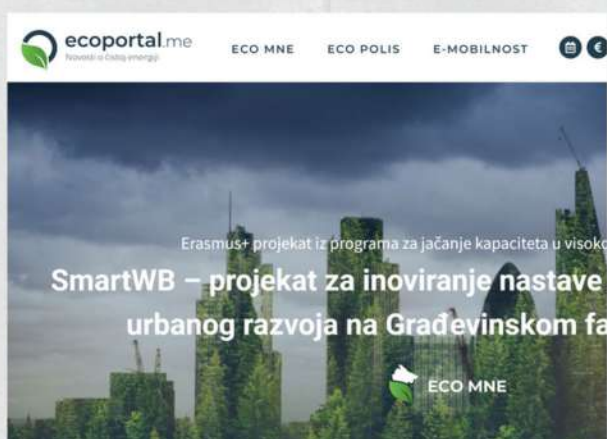 ecoportal.me
Novosti o čistoj energiji
ECO MNE
ECO POLIS
E-MOBILNOST
€
Erasmus+ projekat iz programa za jačanje kapaciteta u visoko
SmartWB – projekat za inoviranje nastave
urbanog razvoja na Građevinskom fa
ECO MNE